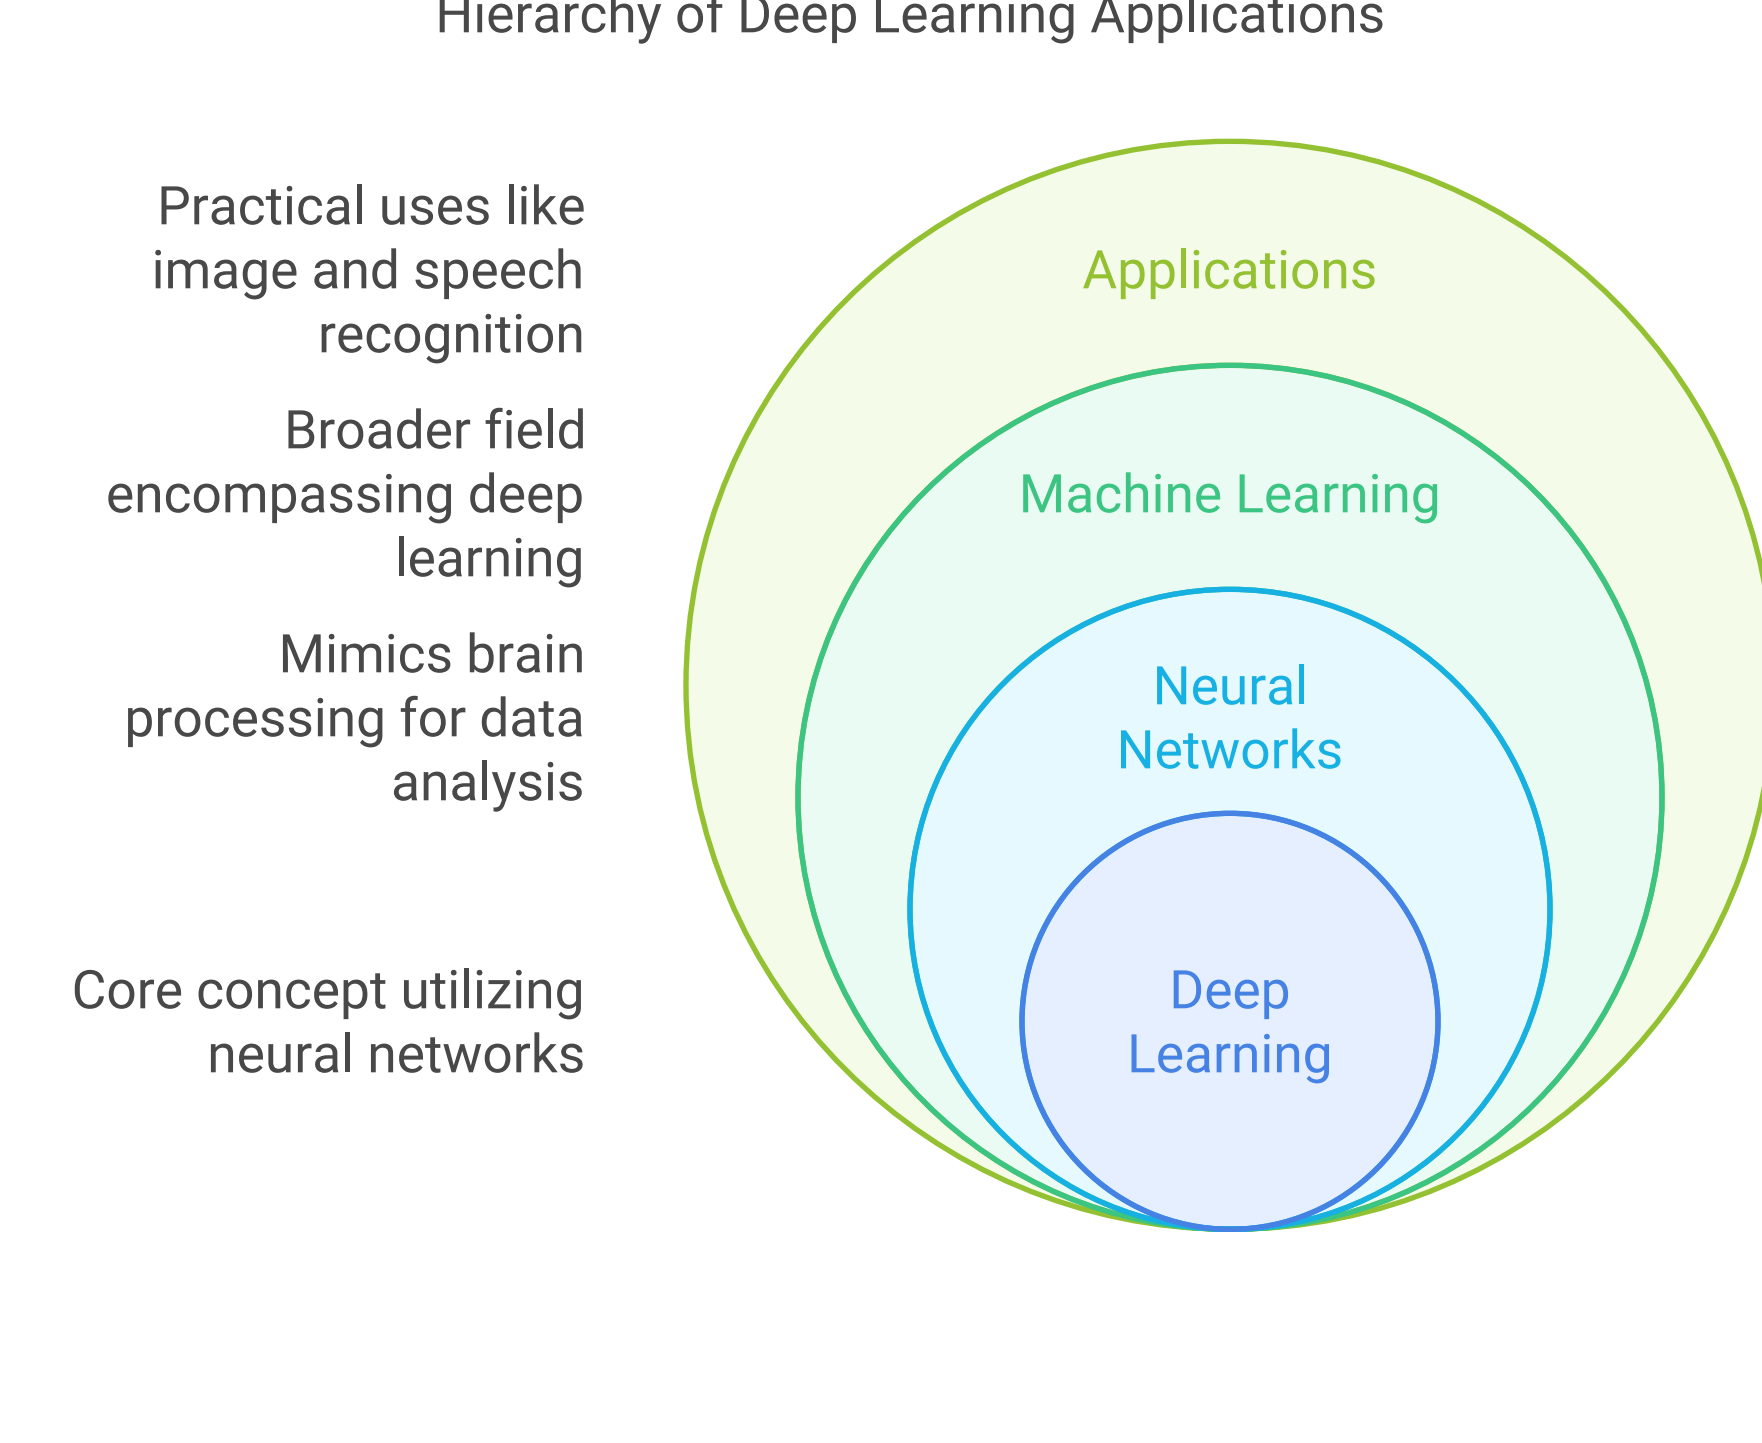 Hierarchy of Deep Learning Applications
Practical uses like
image and speech
recognition
Applications
Broader field
encompassing deep
learning
Machine Learning
Mimics brain
processing for data
analysis
Neural
Networks
Core concept utilizing
neural networks
Deep
Learning